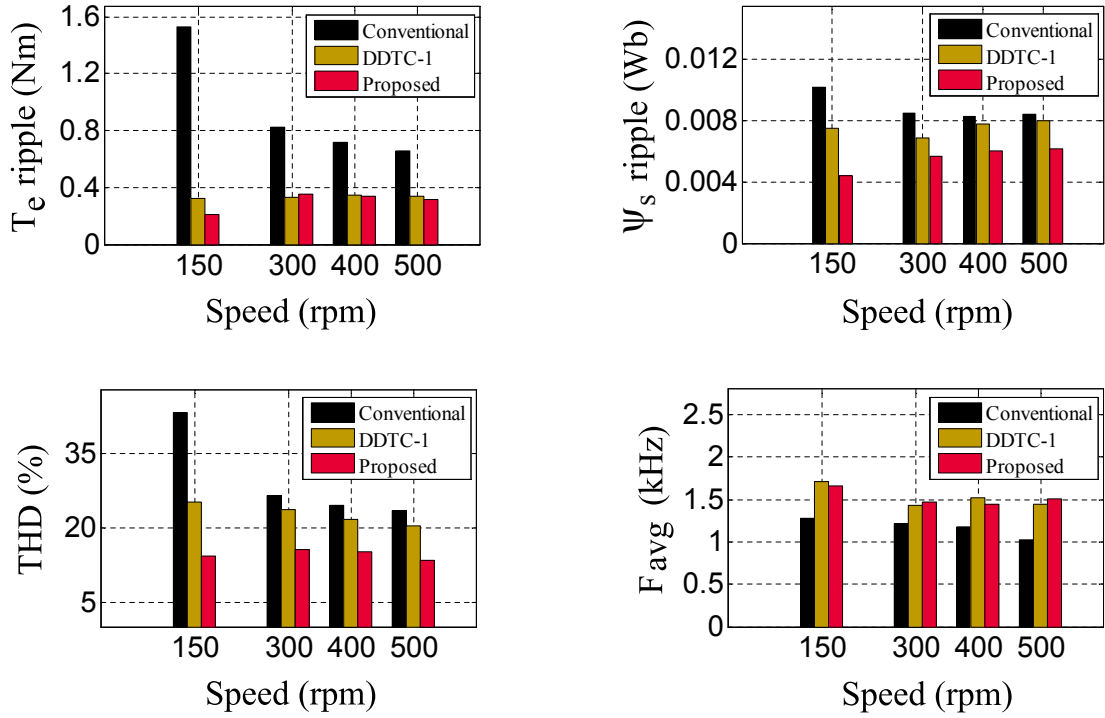 Conventional
DDTC-1
Proposed
1.6
1.2
0.8
0.4
0
Te ripple (Nm)
150 300 400 500
Speed (rpm)
Conventional
DDTC-1
Proposed
0.012
0.008
0.004
0
Ψs ripple (Wb)
150 300 400 500
Speed (rpm)
Conventional
DDTC-1
Proposed
35
20
5
THD (%)
150 300 400 500
Speed (rpm)
Conventional
DDTC-1
Proposed
2.5
2
1.5
1
0.5
0
Favg (kHz)
150 300 400 500
Speed (rpm)